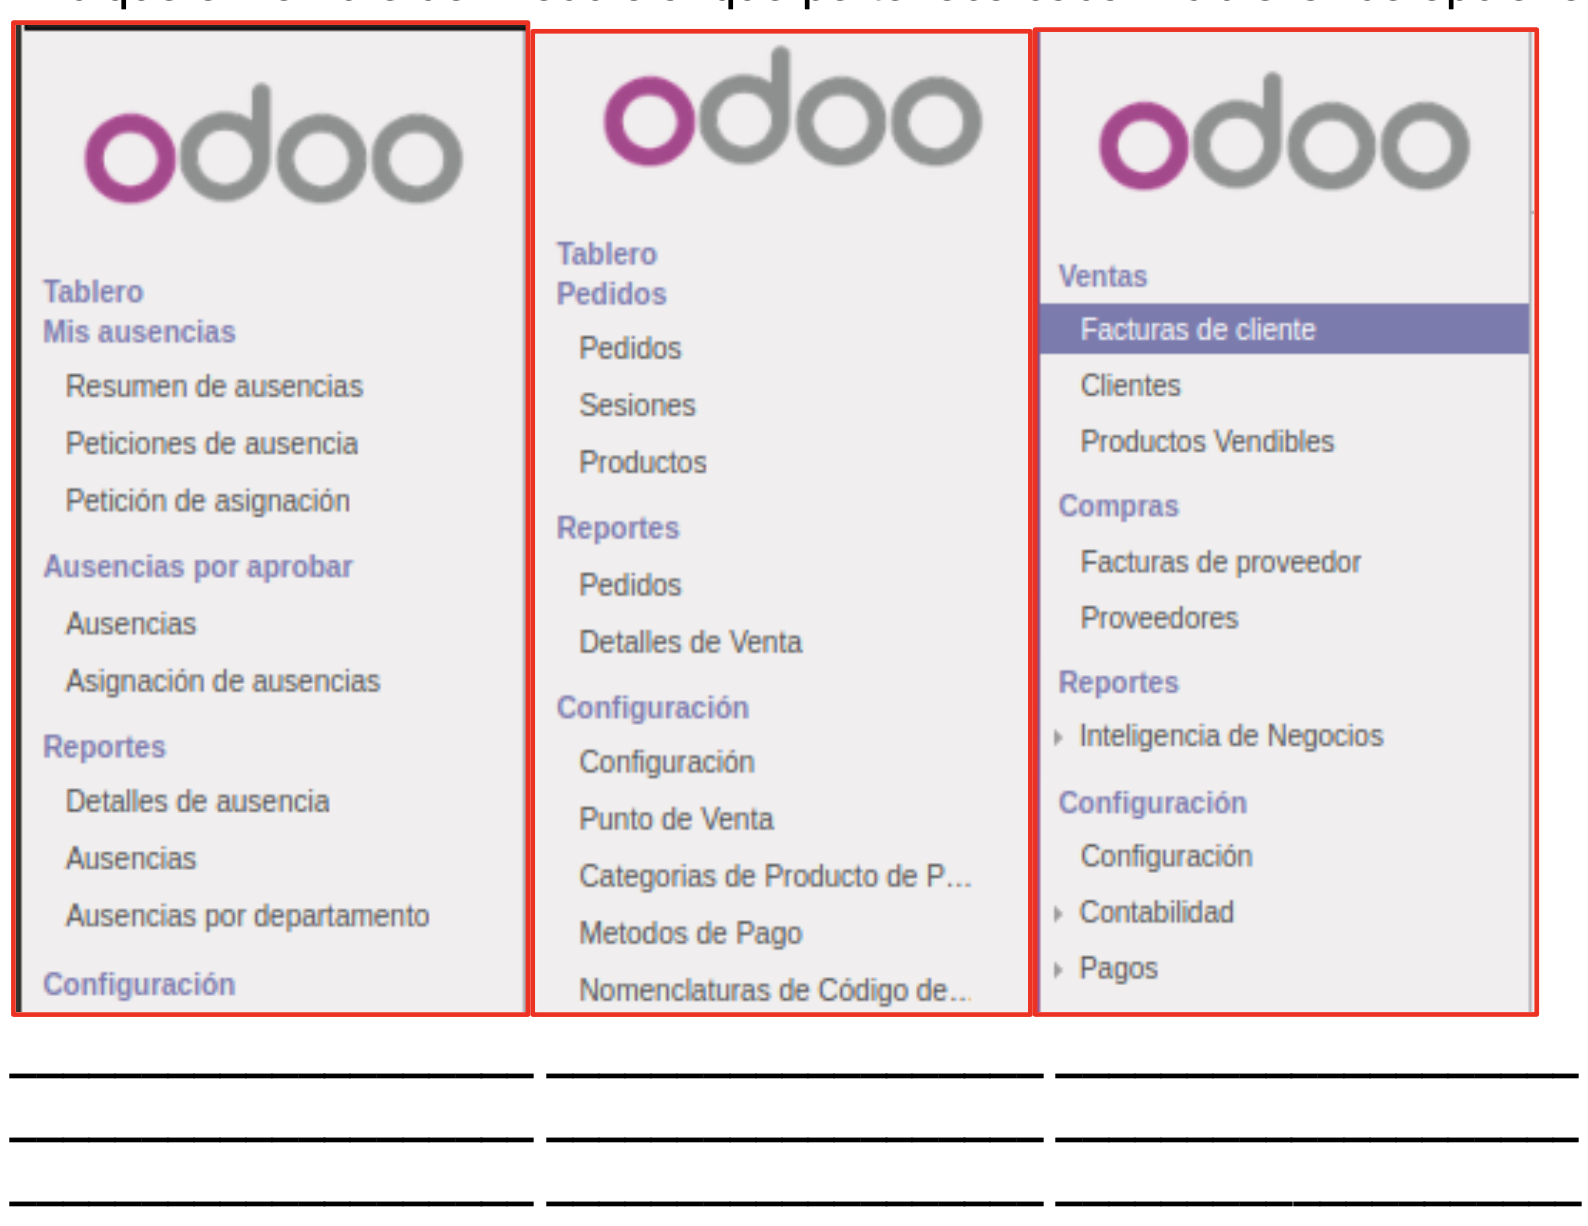 odoo
Tablero
Mis ausencias
Resumen de ausencias
Peticiones de ausencia
Petición de asignación
Ausencias por aprobar
Ausencias
Asignación de ausencias
Reportes
Detalles de ausencia
Ausencias
Ausencias por departamento
Configuración
odoo
Tablero
Pedidos
Pedidos
Sesiones
Productos
Reportes
Pedidos
Detalles de Venta
Configuración
Configuración
Punto de Venta
Categorias de Producto de P...
Metodos de Pago
Nomenclaturas de Código de...
odoo
Ventas
Facturas de cliente
Clientes
Productos Vendibles
Compras
Facturas de proveedor
Proveedores
Reportes
Inteligencia de Negocios
Configuración
Configuración
Contabilidad
Pagos